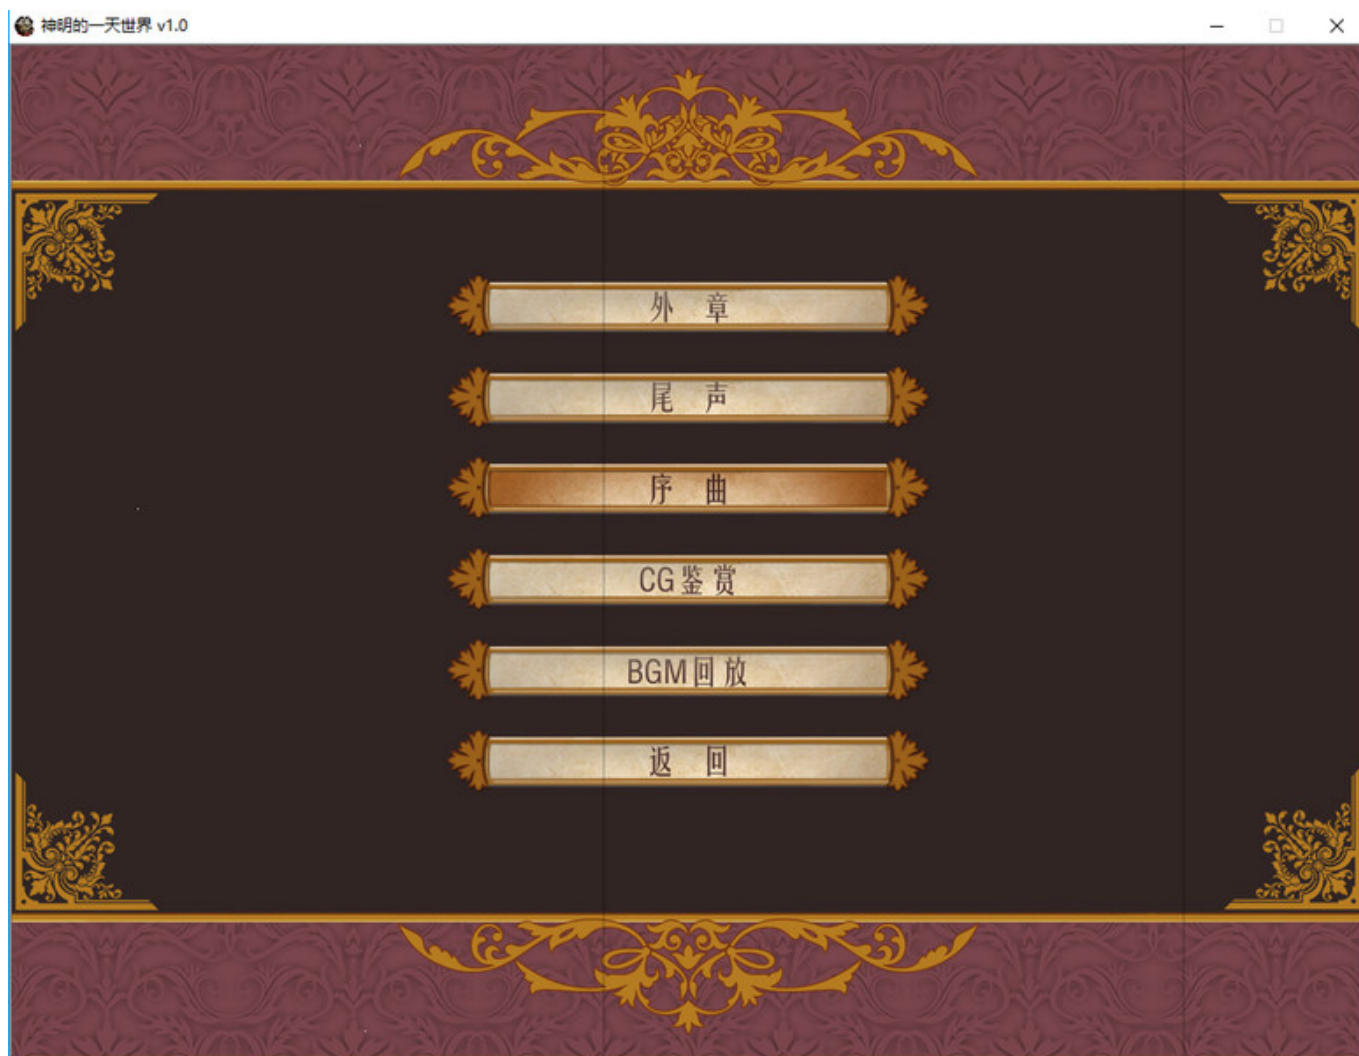 神明的一天世界 v1.0
外 章
尾 声
序 曲
CG鉴赏
BGM回放
返 回